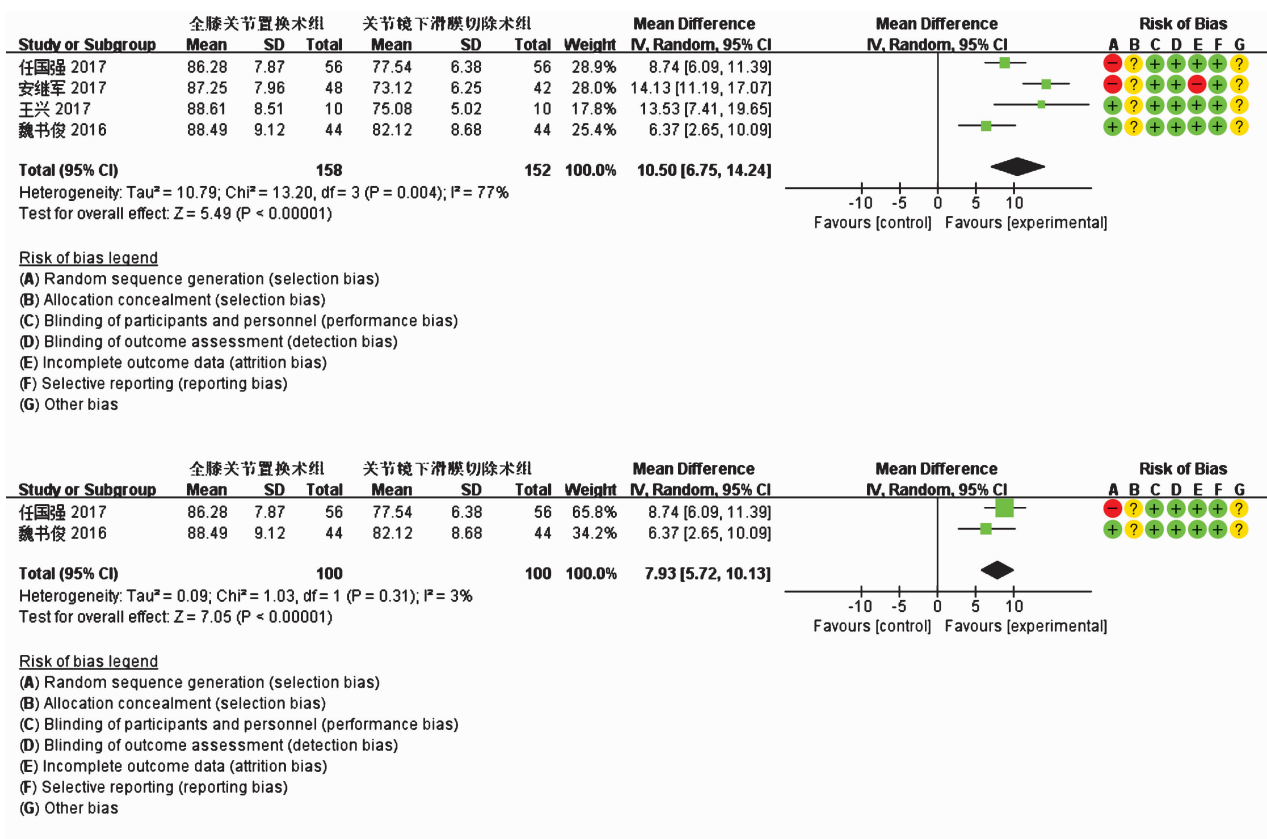 全膝关节置换术组 关节镜下滑膜切除术组 Mean Difference Mean Difference Risk of Bias
Study or Subgroup Mean SD Total Mean SD Total Weight IV, Random, 95% CI IV, Random, 95% CI A B C D E F G
任国强 2017 86.28 7.87 56 77.54 6.38 56 28.9% 8.74 [6.09, 11.39] − ? + + + + ?
安继军 2017 87.25 7.96 48 73.12 6.25 42 28.0% 14.13 [11.19, 17.07] − ? + + − + ?
王兴 2017 88.61 8.51 10 75.08 5.02 10 17.8% 13.53 [7.41, 19.65] + ? + + + + ?
魏书俊 2016 88.49 9.12 44 82.12 8.68 44 25.4% 6.37 [2.65, 10.09] + ? + + + + ?
Total (95% CI) 158 152 100.0% 10.50 [6.75, 14.24]
Heterogeneity: Tau² = 10.79; Chi² = 13.20, df = 3 (P = 0.004); I² = 77%
Test for overall effect: Z = 5.49 (P < 0.00001)
-10 -5 0 5 10
Favours [control] Favours [experimental]
Risk of bias legend
(A) Random sequence generation (selection bias)
(B) Allocation concealment (selection bias)
(C) Blinding of participants and personnel (performance bias)
(D) Blinding of outcome assessment (detection bias)
(E) Incomplete outcome data (attrition bias)
(F) Selective reporting (reporting bias)
(G) Other bias
全膝关节置换术组 关节镜下滑膜切除术组 Mean Difference Mean Difference Risk of Bias
Study or Subgroup Mean SD Total Mean SD Total Weight IV, Random, 95% CI IV, Random, 95% CI A B C D E F G
任国强 2017 86.28 7.87 56 77.54 6.38 56 65.8% 8.74 [6.09, 11.39] − ? + + + + ?
魏书俊 2016 88.49 9.12 44 82.12 8.68 44 34.2% 6.37 [2.65, 10.09] + ? + + + + ?
Total (95% CI) 100 100 100.0% 7.93 [5.72, 10.13]
Heterogeneity: Tau² = 0.09; Chi² = 1.03, df = 1 (P = 0.31); I² = 3%
Test for overall effect: Z = 7.05 (P < 0.00001)
-10 -5 0 5 10
Favours [control] Favours [experimental]
Risk of bias legend
(A) Random sequence generation (selection bias)
(B) Allocation concealment (selection bias)
(C) Blinding of participants and personnel (performance bias)
(D) Blinding of outcome assessment (detection bias)
(E) Incomplete outcome data (attrition bias)
(F) Selective reporting (reporting bias)
(G) Other bias